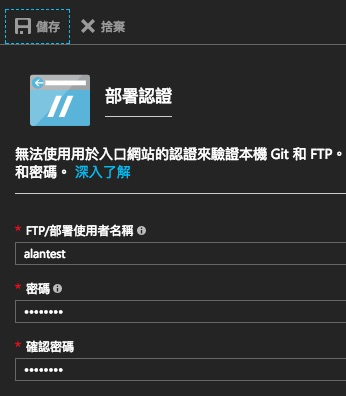 儲存 捨棄
部署認證
無法使用用於入口網站的認證來驗證本機 Git 和 FTP。
和密碼。 深入了解
* FTP/部署使用者名稱
alantest
* 密碼
••••••••
* 確認密碼
••••••••